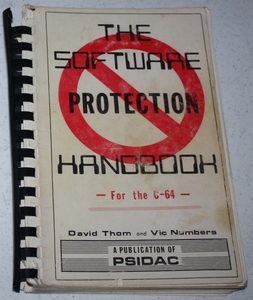 THE
SOFTWARE
PROTECTION
HANDBOOK
— For the C-64 —
David Thom and Vic Numbers
A PUBLICATION OF
PSIDAC